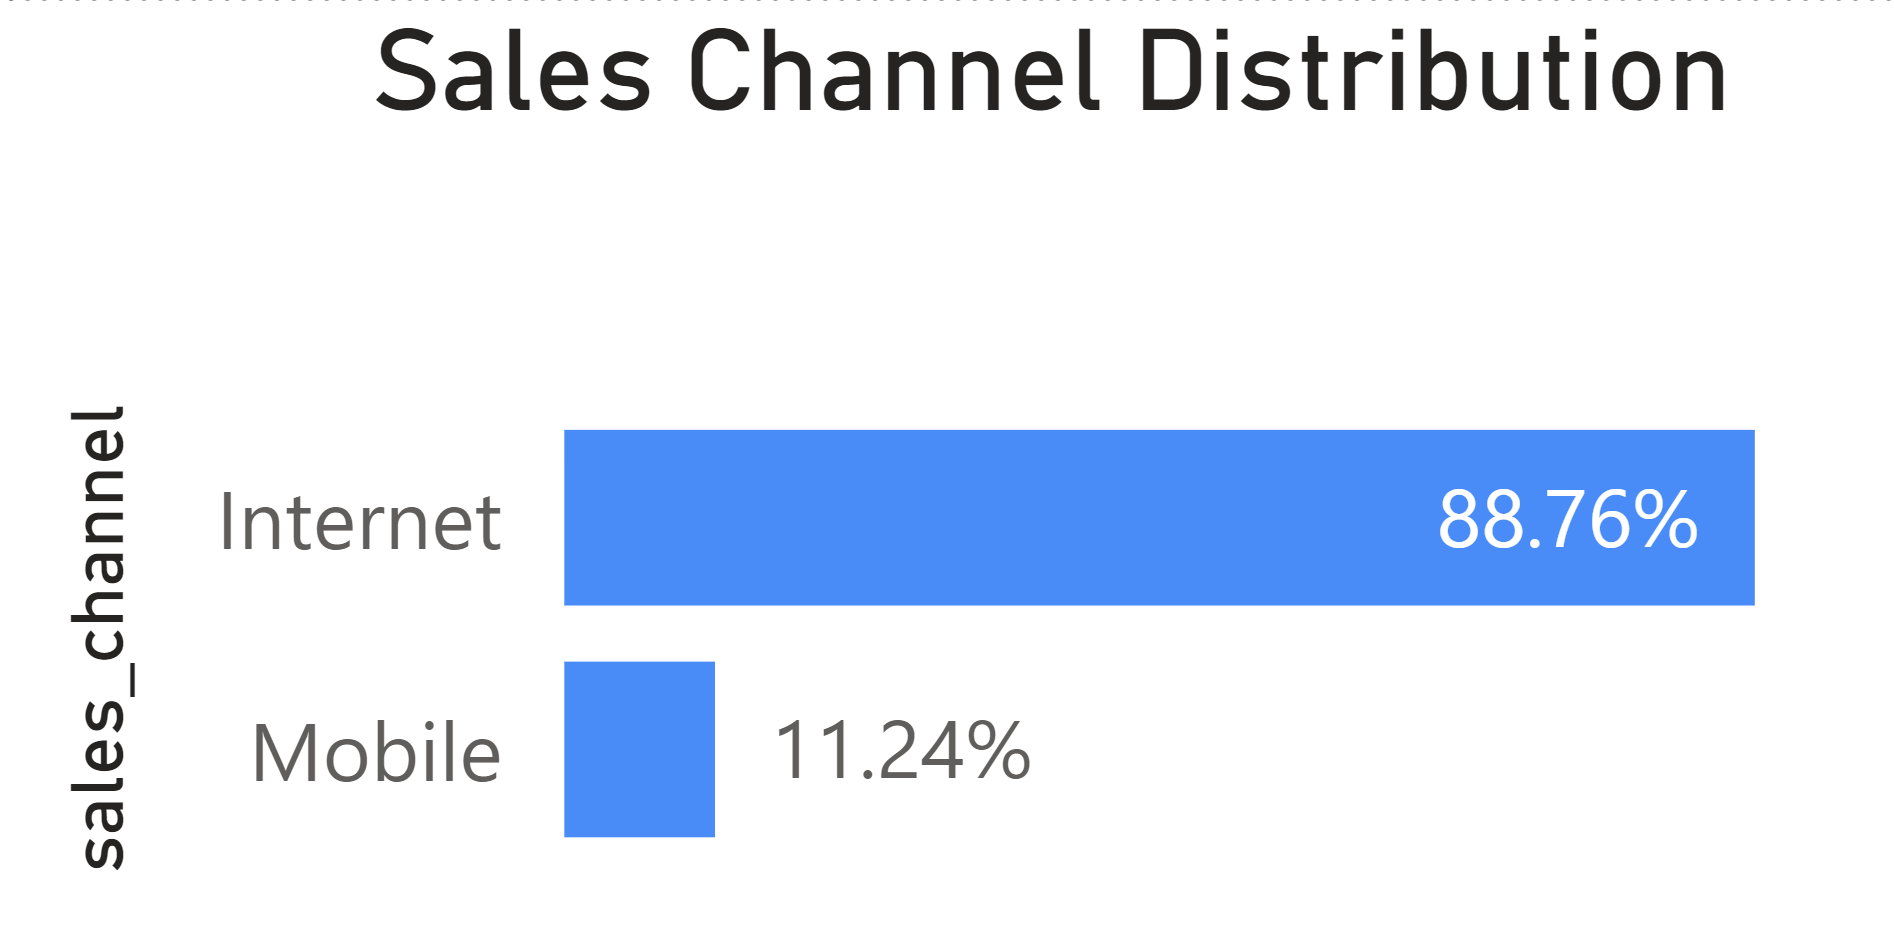 Sales Channel Distribution
sales_channel
Internet
88.76%
Mobile
11.24%